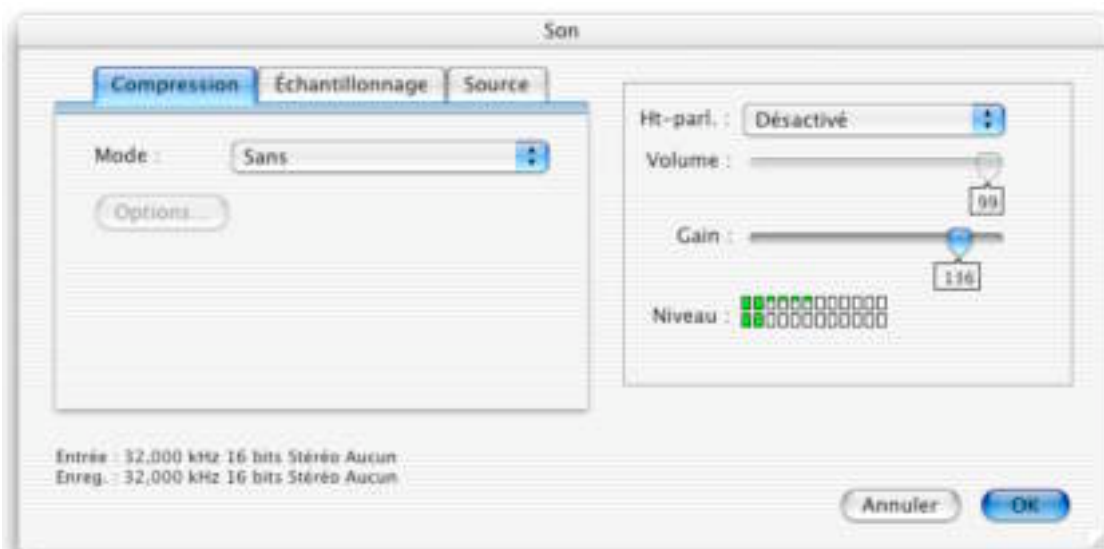 Son
Compression Échantillonnage Source
Mode : Sans
Options...
Ht-parl. : Désactivé
Volume :
99
Gain :
136
Niveau :
Entrée : 32,000 kHz 16 bits Stéréo Aucun
Enreg. : 32,000 kHz 16 bits Stéréo Aucun
Annuler OK